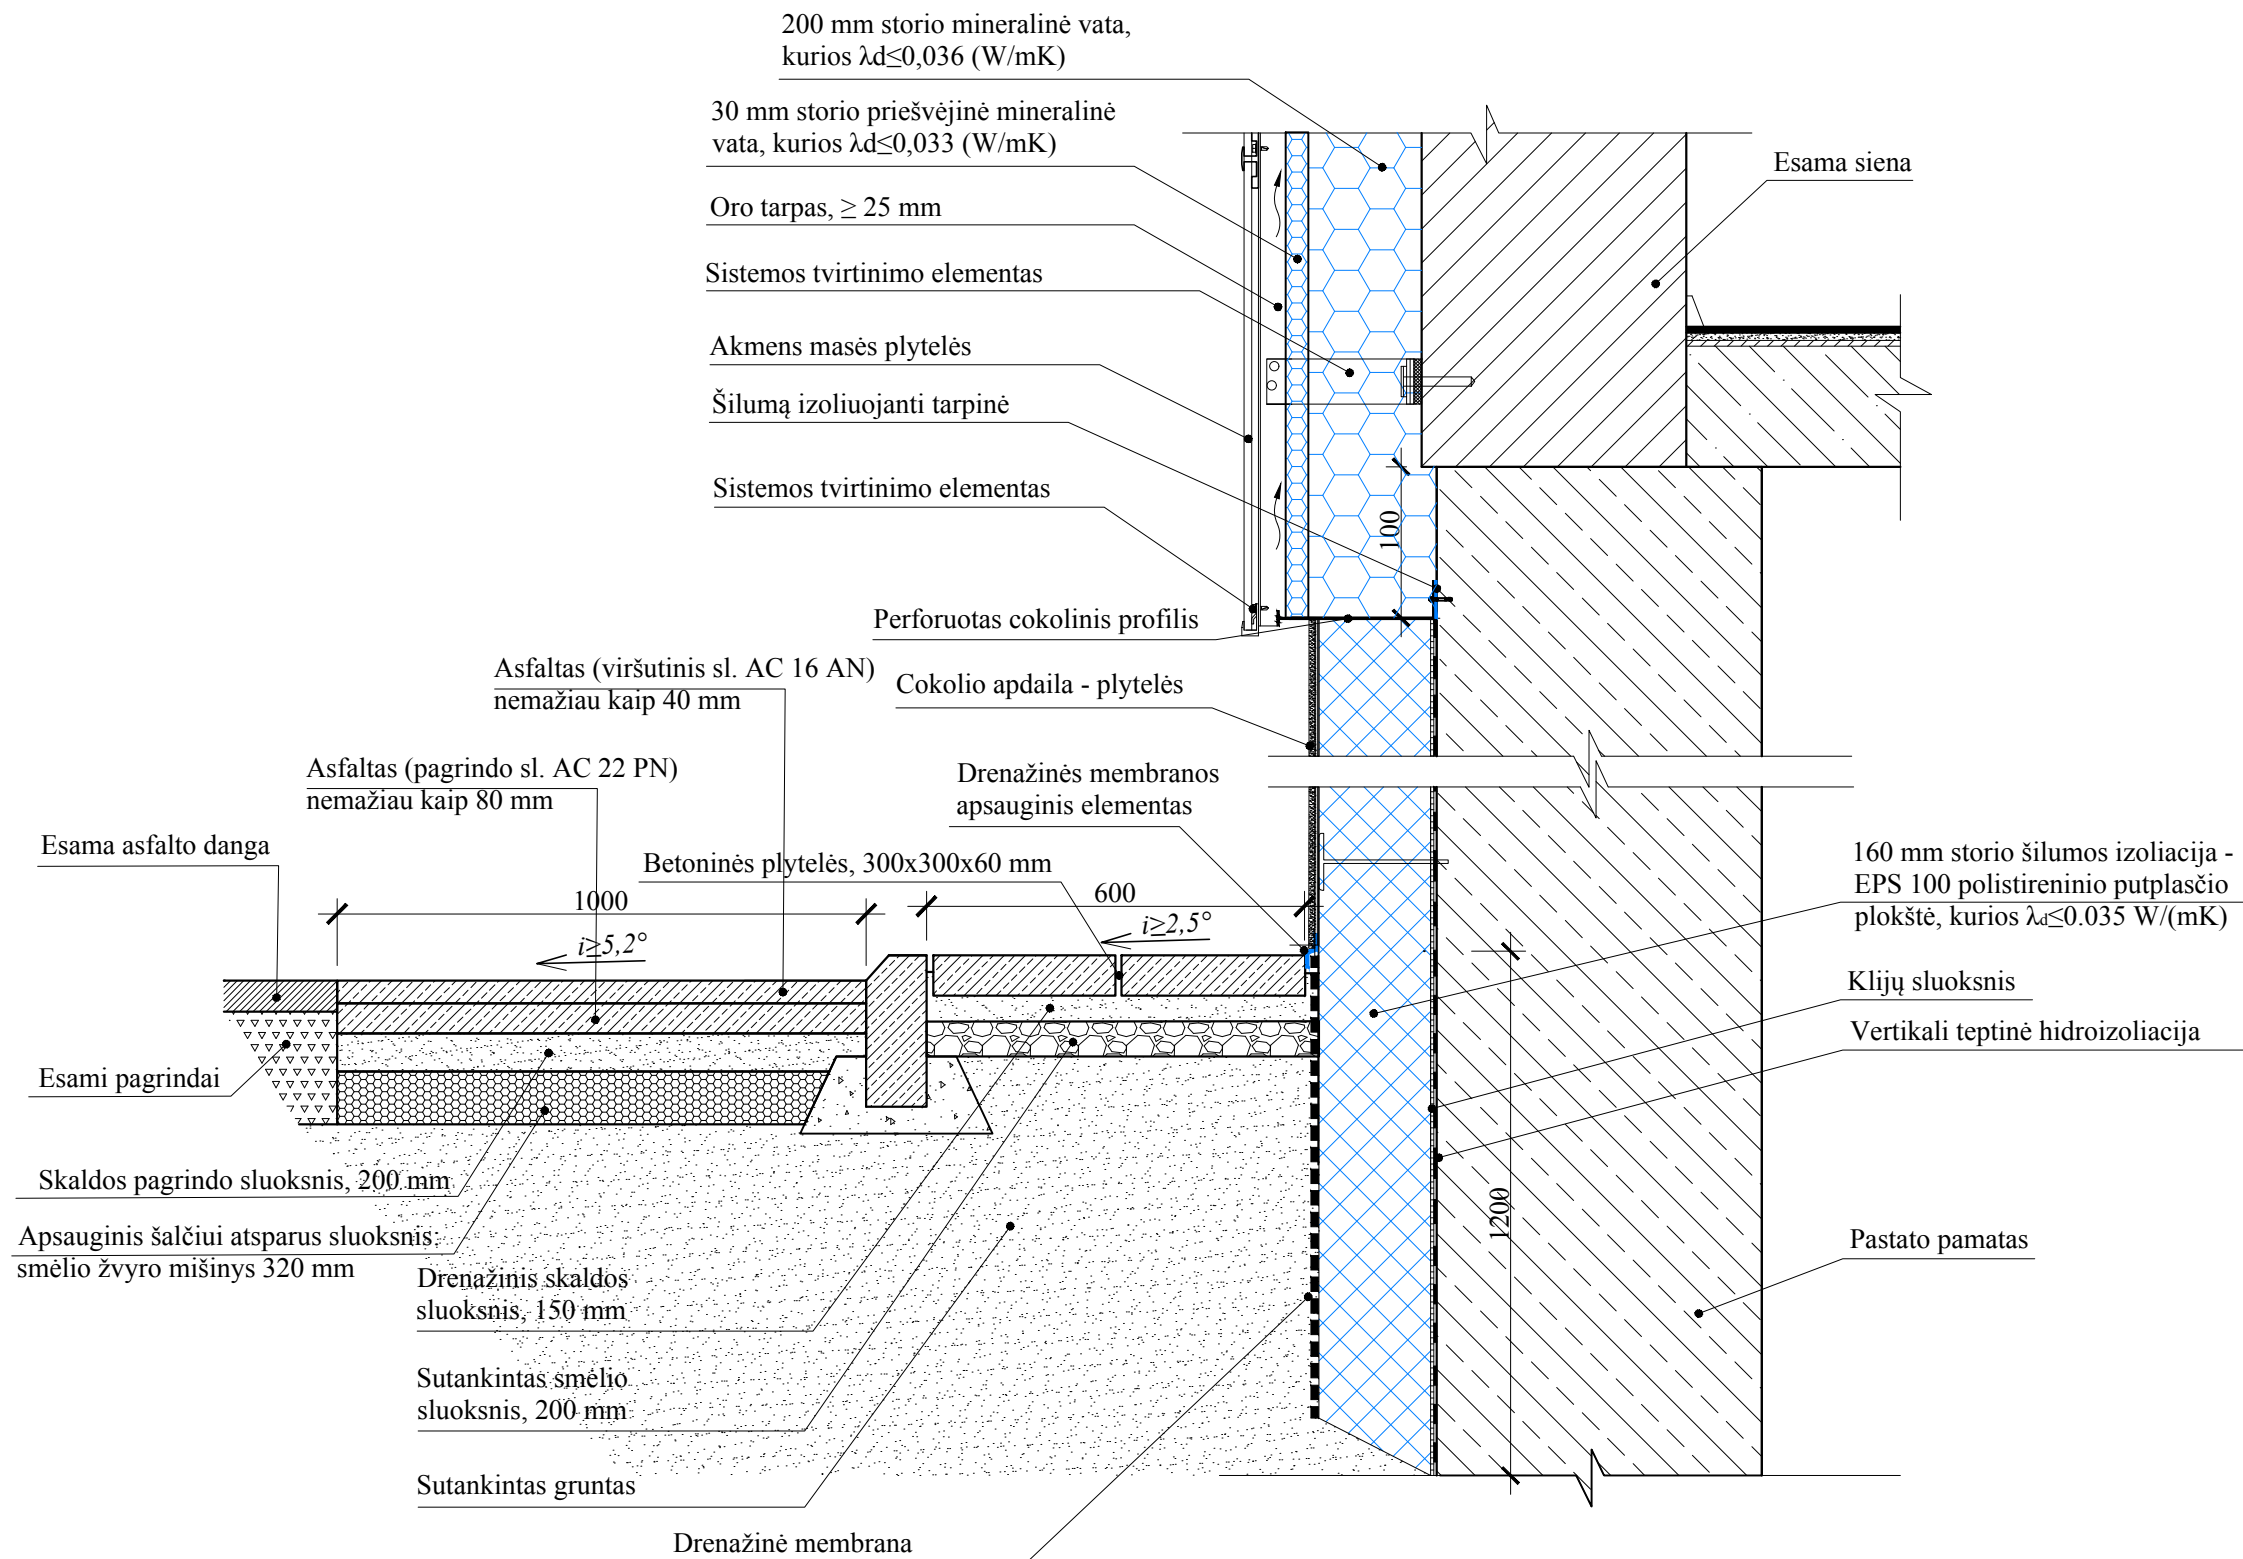 200 mm storio mineralinė vata,
kurios λd≤0,036 (W/mK)
30 mm storio priešvėjinė mineralinė
vata, kurios λd≤0,033 (W/mK)
Oro tarpas, ≥ 25 mm
Sistemos tvirtinimo elementas
Akmens masės plytelės
Šilumą izoliuojanti tarpinė
Sistemos tvirtinimo elementas
Esama siena
100
Perforuotas cokolinis profilis
Asfaltas (viršutinis sl. AC 16 AN)
nemažiau kaip 40 mm
Cokolio apdaila - plytelės
Asfaltas (pagrindo sl. AC 22 PN)
nemažiau kaip 80 mm
Drenažinės membranos
apsauginis elementas
Esama asfalto danga
Betoninės plytelės, 300x300x60 mm
1000
600
i≥5,2°
i≥2,5°
160 mm storio šilumos izoliacija -
EPS 100 polistireninio putplasčio
plokštė, kurios λd≤0.035 W/(mK)
Klijų sluoksnis
Vertikali teptinė hidroizoliacija
Esami pagrindai
Skaldos pagrindo sluoksnis, 200 mm
Apsauginis šalčiui atsparus sluoksnis:
smėlio žvyro mišinys 320 mm
1200
Pastato pamatas
Drenažinis skaldos
sluoksnis, 150 mm
Sutankintas smėlio
sluoksnis, 200 mm
Sutankintas gruntas
Drenažinė membrana